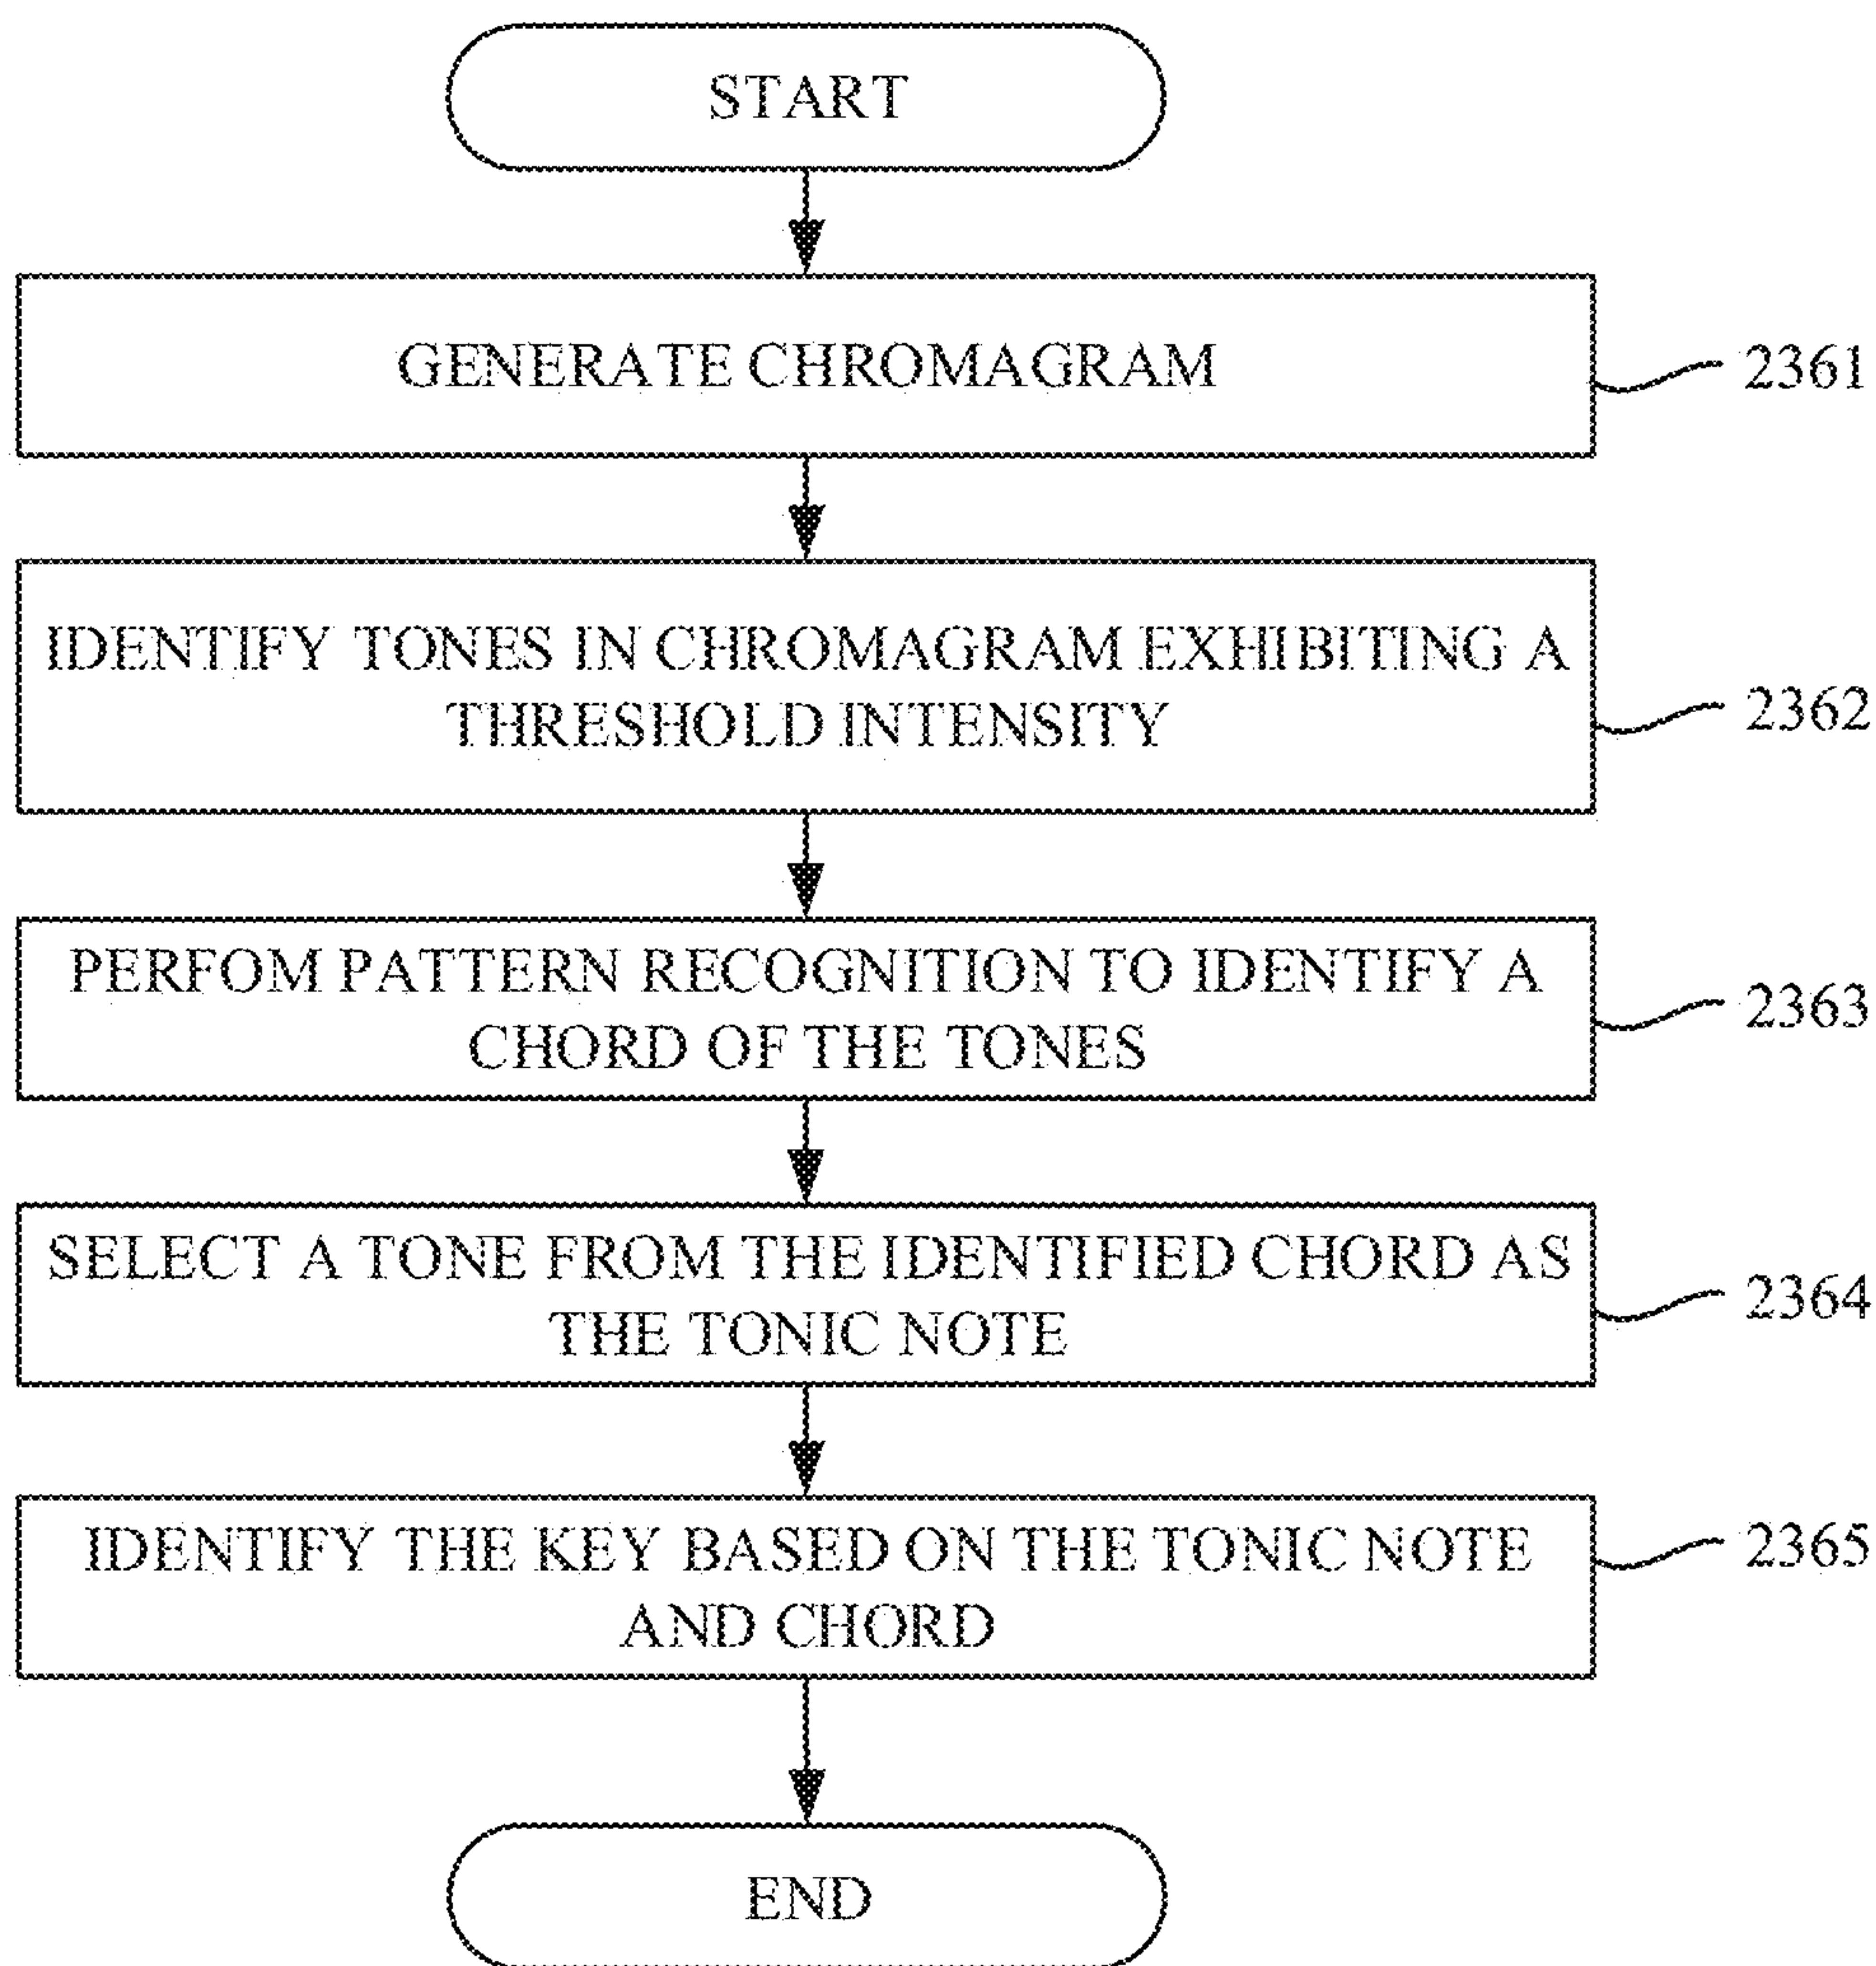 START
GENERATE CHROMAGRAM
2361
IDENTIFY TONES IN CHROMAGRAM EXHIBITING A
THRESHOLD INTENSITY
2362
PERFOM PATTERN RECOGNITION TO IDENTIFY A
CHORD OF THE TONES
2363
SELECT A TONE FROM THE IDENTIFIED CHORD AS
THE TONIC NOTE
2364
IDENTIFY THE KEY BASED ON THE TONIC NOTE
AND CHORD
2365
END